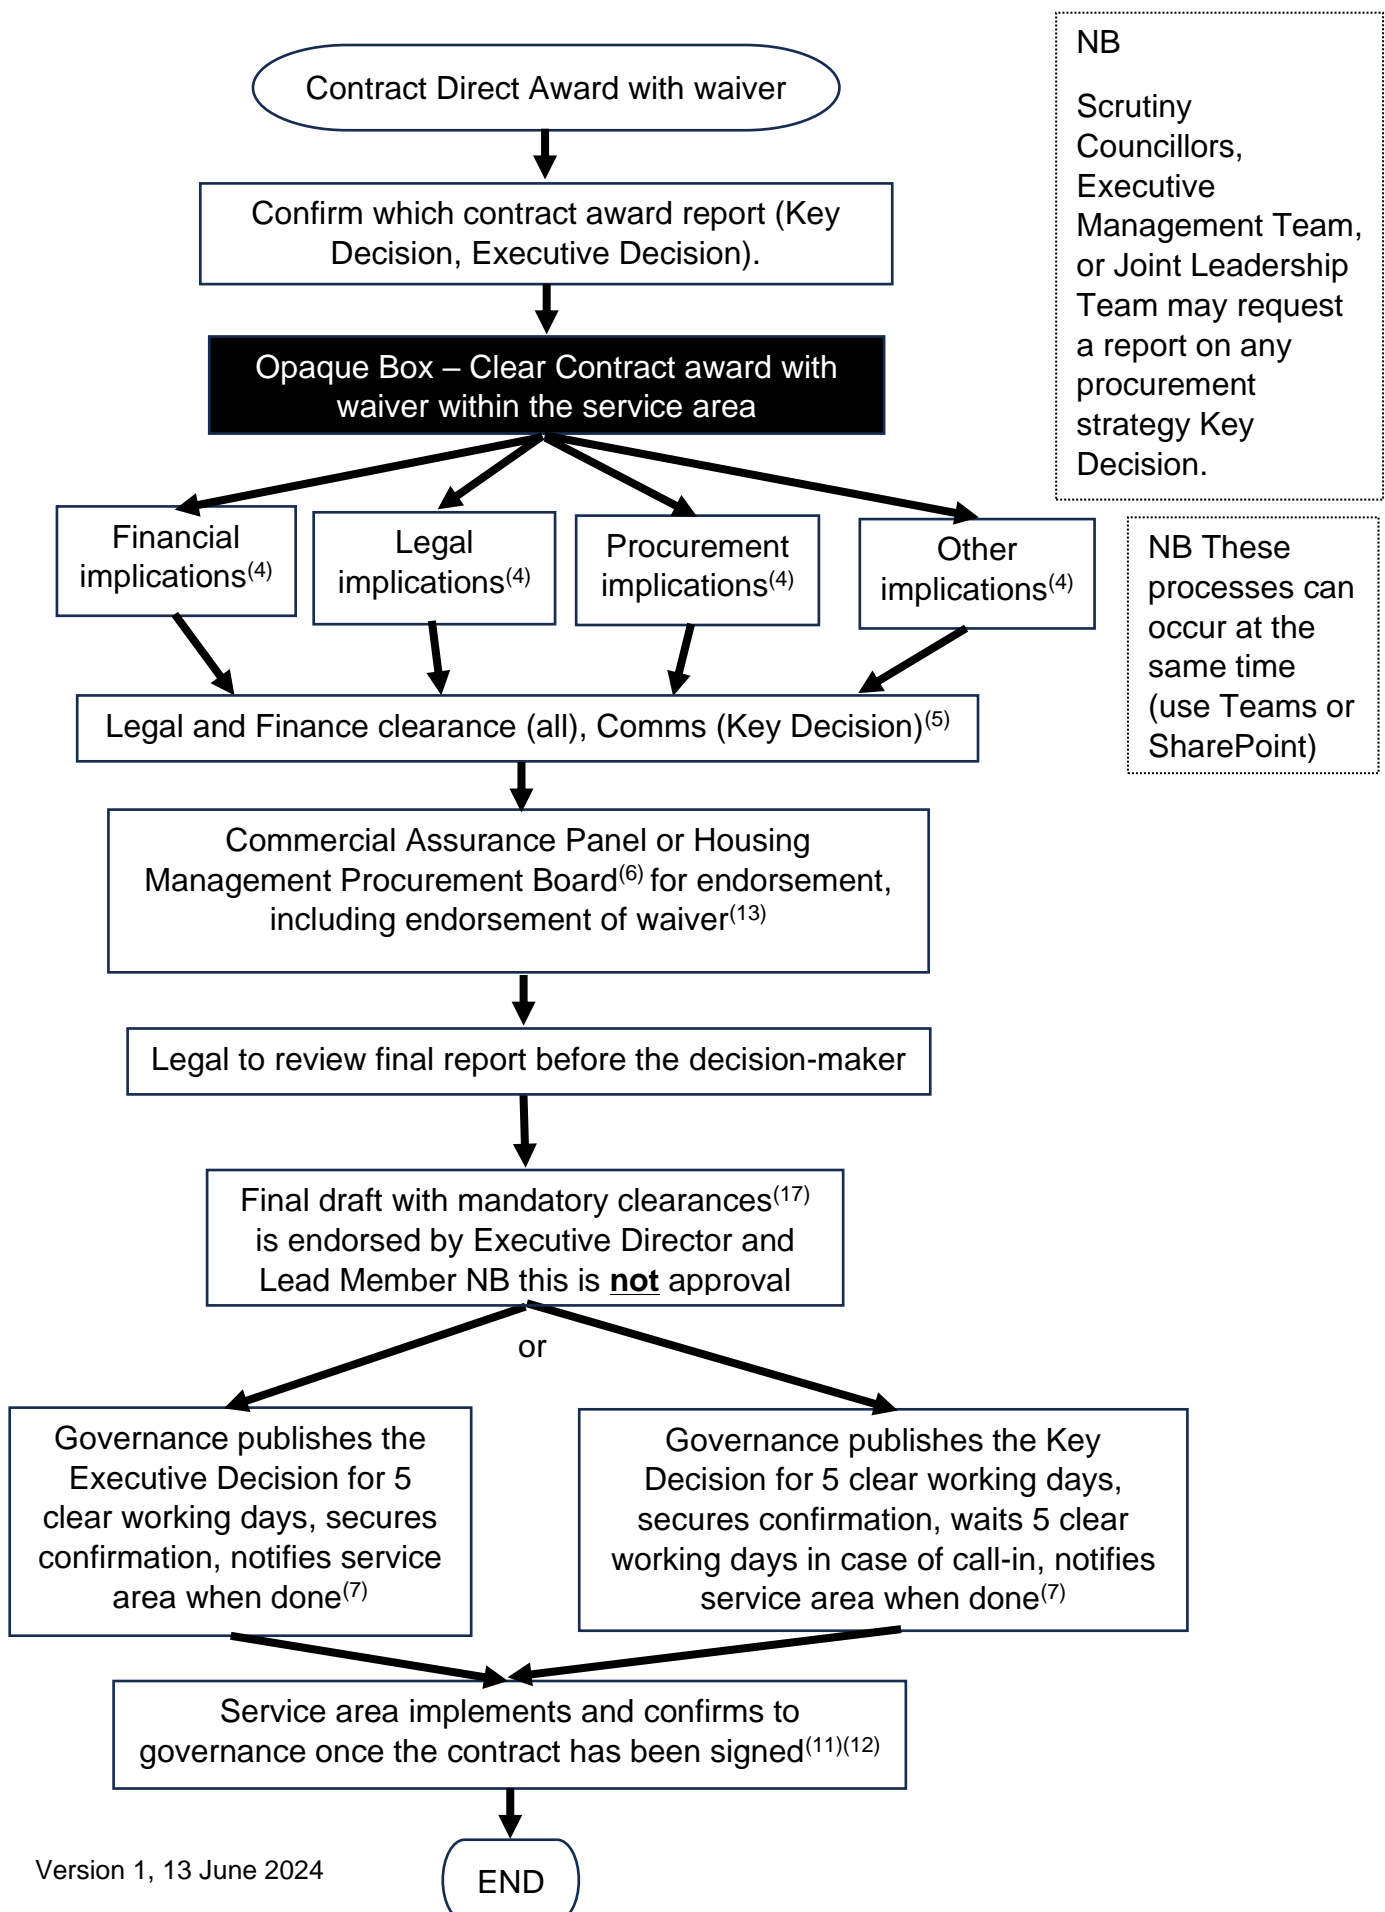 Contract Direct Award with waiver
NB
Scrutiny
Councillors,
Executive
Management Team,
or Joint Leadership
Team may request
a report on any
procurement
strategy Key
Decision.
Confirm which contract award report (Key
Decision, Executive Decision).
Opaque Box – Clear Contract award with
waiver within the service area
Financial
implications(4)
Legal
implications(4)
Procurement
implications(4)
Other
implications(4)
NB These
processes can
occur at the
same time
(use Teams or
SharePoint)
Legal and Finance clearance (all), Comms (Key Decision)(5)
Commercial Assurance Panel or Housing
Management Procurement Board(6) for endorsement,
including endorsement of waiver(13)
Legal to review final report before the decision-maker
Final draft with mandatory clearances(17)
is endorsed by Executive Director and
Lead Member NB this is not approval
or
Governance publishes the
Executive Decision for 5
clear working days, secures
confirmation, notifies service
area when done(7)
Governance publishes the Key
Decision for 5 clear working days,
secures confirmation, waits 5 clear
working days in case of call-in, notifies
service area when done(7)
Service area implements and confirms to
governance once the contract has been signed(11)(12)
Version 1, 13 June 2024
END